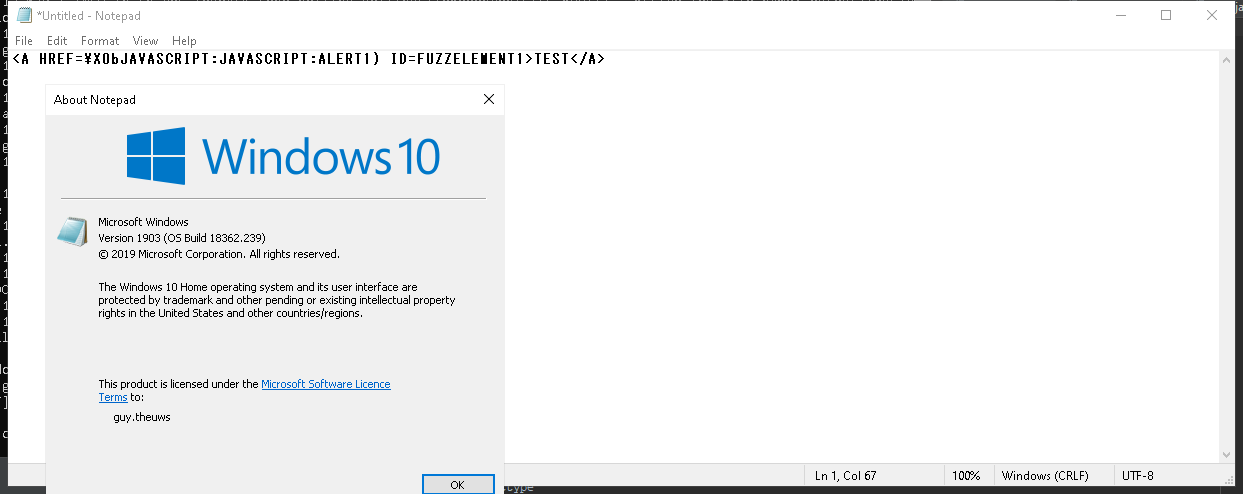 *Untitled - Notepad
File Edit Format View Help
<A HREF=¥X0bJAVASCRIPT:JAVASCRIPT:ALERT1) ID=FUZZELEMENT1>TEST</A>
About Notepad
Windows 10
Microsoft Windows
Version 1903 (OS Build 18362.239)
© 2019 Microsoft Corporation. All rights reserved.
The Windows 10 Home operating system and its user interface are
protected by trademark and other pending or existing intellectual property
rights in the United States and other countries/regions.
This product is licensed under the Microsoft Software Licence
Terms to:
guy.theuws
OK
Ln 1, Col 67 100% Windows (CRLF) UTF-8